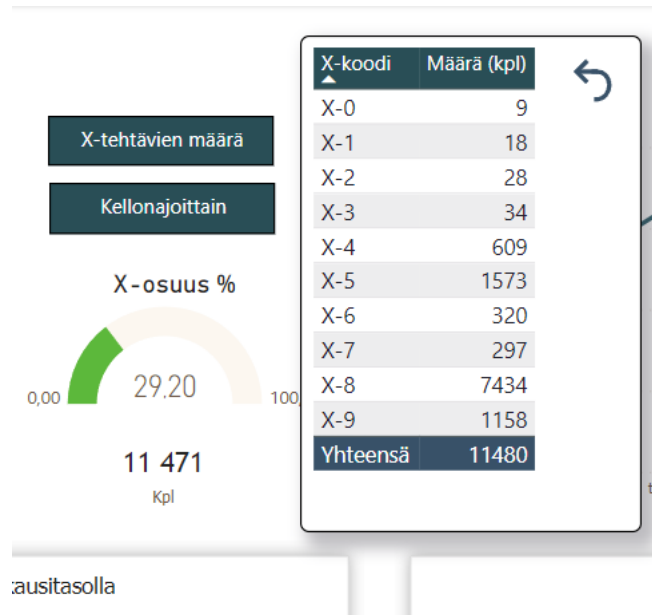 X-tehtävien määrä
Kellonajoittain
X-osuus %
29,20
0,00
100,
11 471
Kpl
X-koodi Määrä (kpl)
X-0 9
X-1 18
X-2 28
X-3 34
X-4 609
X-5 1573
X-6 320
X-7 297
X-8 7434
X-9 1158
Yhteensä 11480
kausitasolla